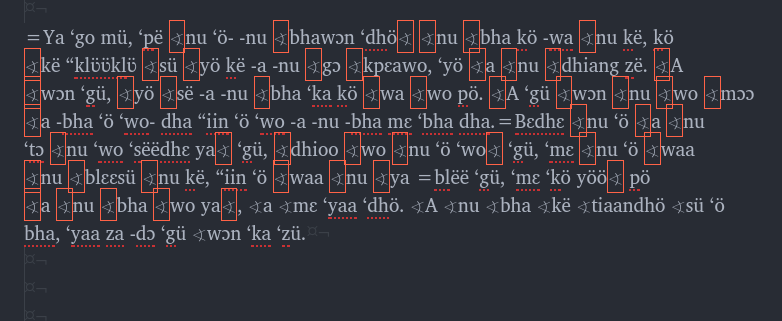 =Ya ‘go mü, ‘pë ∢nu ‘ö- -nu ∢bhawɔn ‘dhö∢ ∢nu ∢bha kö -wa ∢nu kë, kö
∢kë “klʋ̈ʋ̈klʋ̈ ∢sü ∢yö kë -a -nu ∢gɔ ∢kpɛawo, ‘yö ∢a ∢nu ∢dhiang zë. ∢A
∢wɔn ‘gü, ∢yö ∢së -a -nu ∢bha ‘ka kö ∢wa ∢wo pö. ∢A ‘gü ∢wɔn ∢nu ∢wo ∢mɔɔ
∢a -bha ‘ö ‘wo- dha “iin ‘ö ‘wo -a -nu -bha mɛ ‘bha dha.=Bɛdhɛ ∢nu ‘ö ∢a ∢nu
‘tɔ ∢nu ‘wo ‘sëëdhɛ ya∢ ‘gü, ∢dhioo ∢wo ∢nu ‘ö ‘wo∢ ‘gü, ‘mɛ ∢nu ‘ö ∢waa
∢nu ∢blɛɛsü ∢nu kë, “iin ‘ö ∢waa ∢nu ∢ya =blëë ‘gü, ‘mɛ ‘kö yöö∢ pö
∢a ∢nu ∢bha ∢wo ya∢, ∢a ∢mɛ ‘yaa ‘dhö. ∢A ∢nu ∢bha ∢kë ∢tiaandhö ∢sü ‘ö
bha, ‘yaa za -dɔ ‘gü ∢wɔn ‘ka ‘zü.